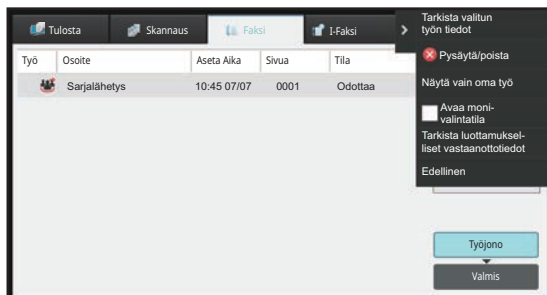 Tulosta Skannaus Faksi I-Faksi
Työ Osoite Aseta Aika Sivua Tila
Sarjalähetys 10:45 07/07 0001 Odottaa
Tarkista valitun
työn tiedot
Pysäytä/poista
Näytä vain oma työ
Avaa moni-
valintatila
Tarkista luottamuksel-
liset vastaanottotiedot
Edellinen
Työjono
Valmis